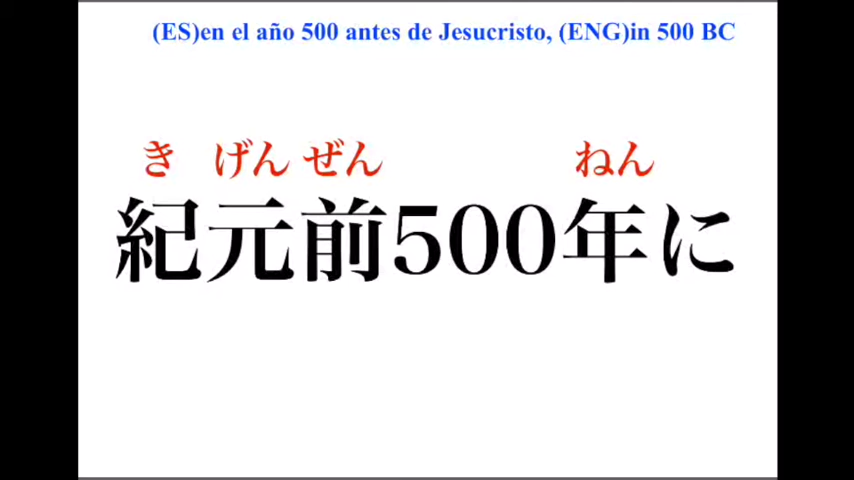 (ES)en el año 500 antes de Jesucristo, (ENG)in 500 BC
き げん ぜん ねん
紀元前500年に